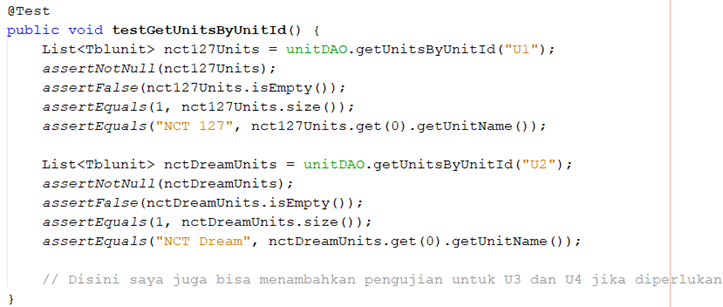 @Test
public void testGetUnitsByUnitId() {
List<Tblunit> nct127Units = unitDAO.getUnitsByUnitId("U1");
assertNotNull(nct127Units);
assertFalse(nct127Units.isEmpty());
assertEquals(1, nct127Units.size());
assertEquals("NCT 127", nct127Units.get(0).getUnitName());
List<Tblunit> nctDreamUnits = unitDAO.getUnitsByUnitId("U2");
assertNotNull(nctDreamUnits);
assertFalse(nctDreamUnits.isEmpty());
assertEquals(1, nctDreamUnits.size());
assertEquals("NCT Dream", nctDreamUnits.get(0).getUnitName());
// Disini saya juga bisa menambahkan pengujian untuk U3 dan U4 jika diperlukan
}